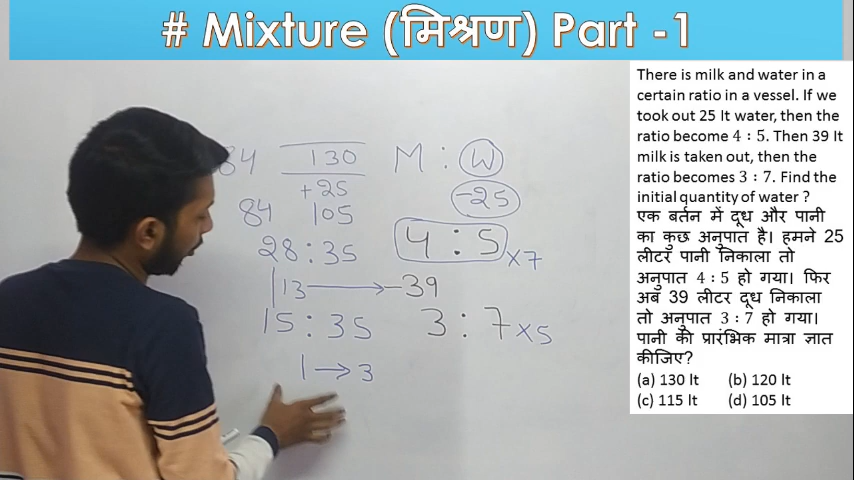 # Mixture (मिश्रण) Part -1
There is milk and water in a
certain ratio in a vessel. If we
took out 25 lt water, then the
ratio become 4 : 5. Then 39 lt
milk is taken out, then the
ratio becomes 3 : 7. Find the
initial quantity of water ?
एक बर्तन में दूध और पानी
का कुछ अनुपात है। हमने 25
लीटर पानी निकाला तो
अनुपात 4 : 5 हो गया। फिर
अब 39 लीटर दूध निकाला
तो अनुपात 3 : 7 हो गया।
पानी की प्रारंभिक मात्रा ज्ञात
कीजिए?
(a) 130 lt (b) 120 lt
(c) 115 lt (d) 105 lt
84 130 M : W
+25 -25
84 105
28 : 35 4 : 5 ×7
13 → -39
15 : 35 3 : 7 ×5
1 → 3